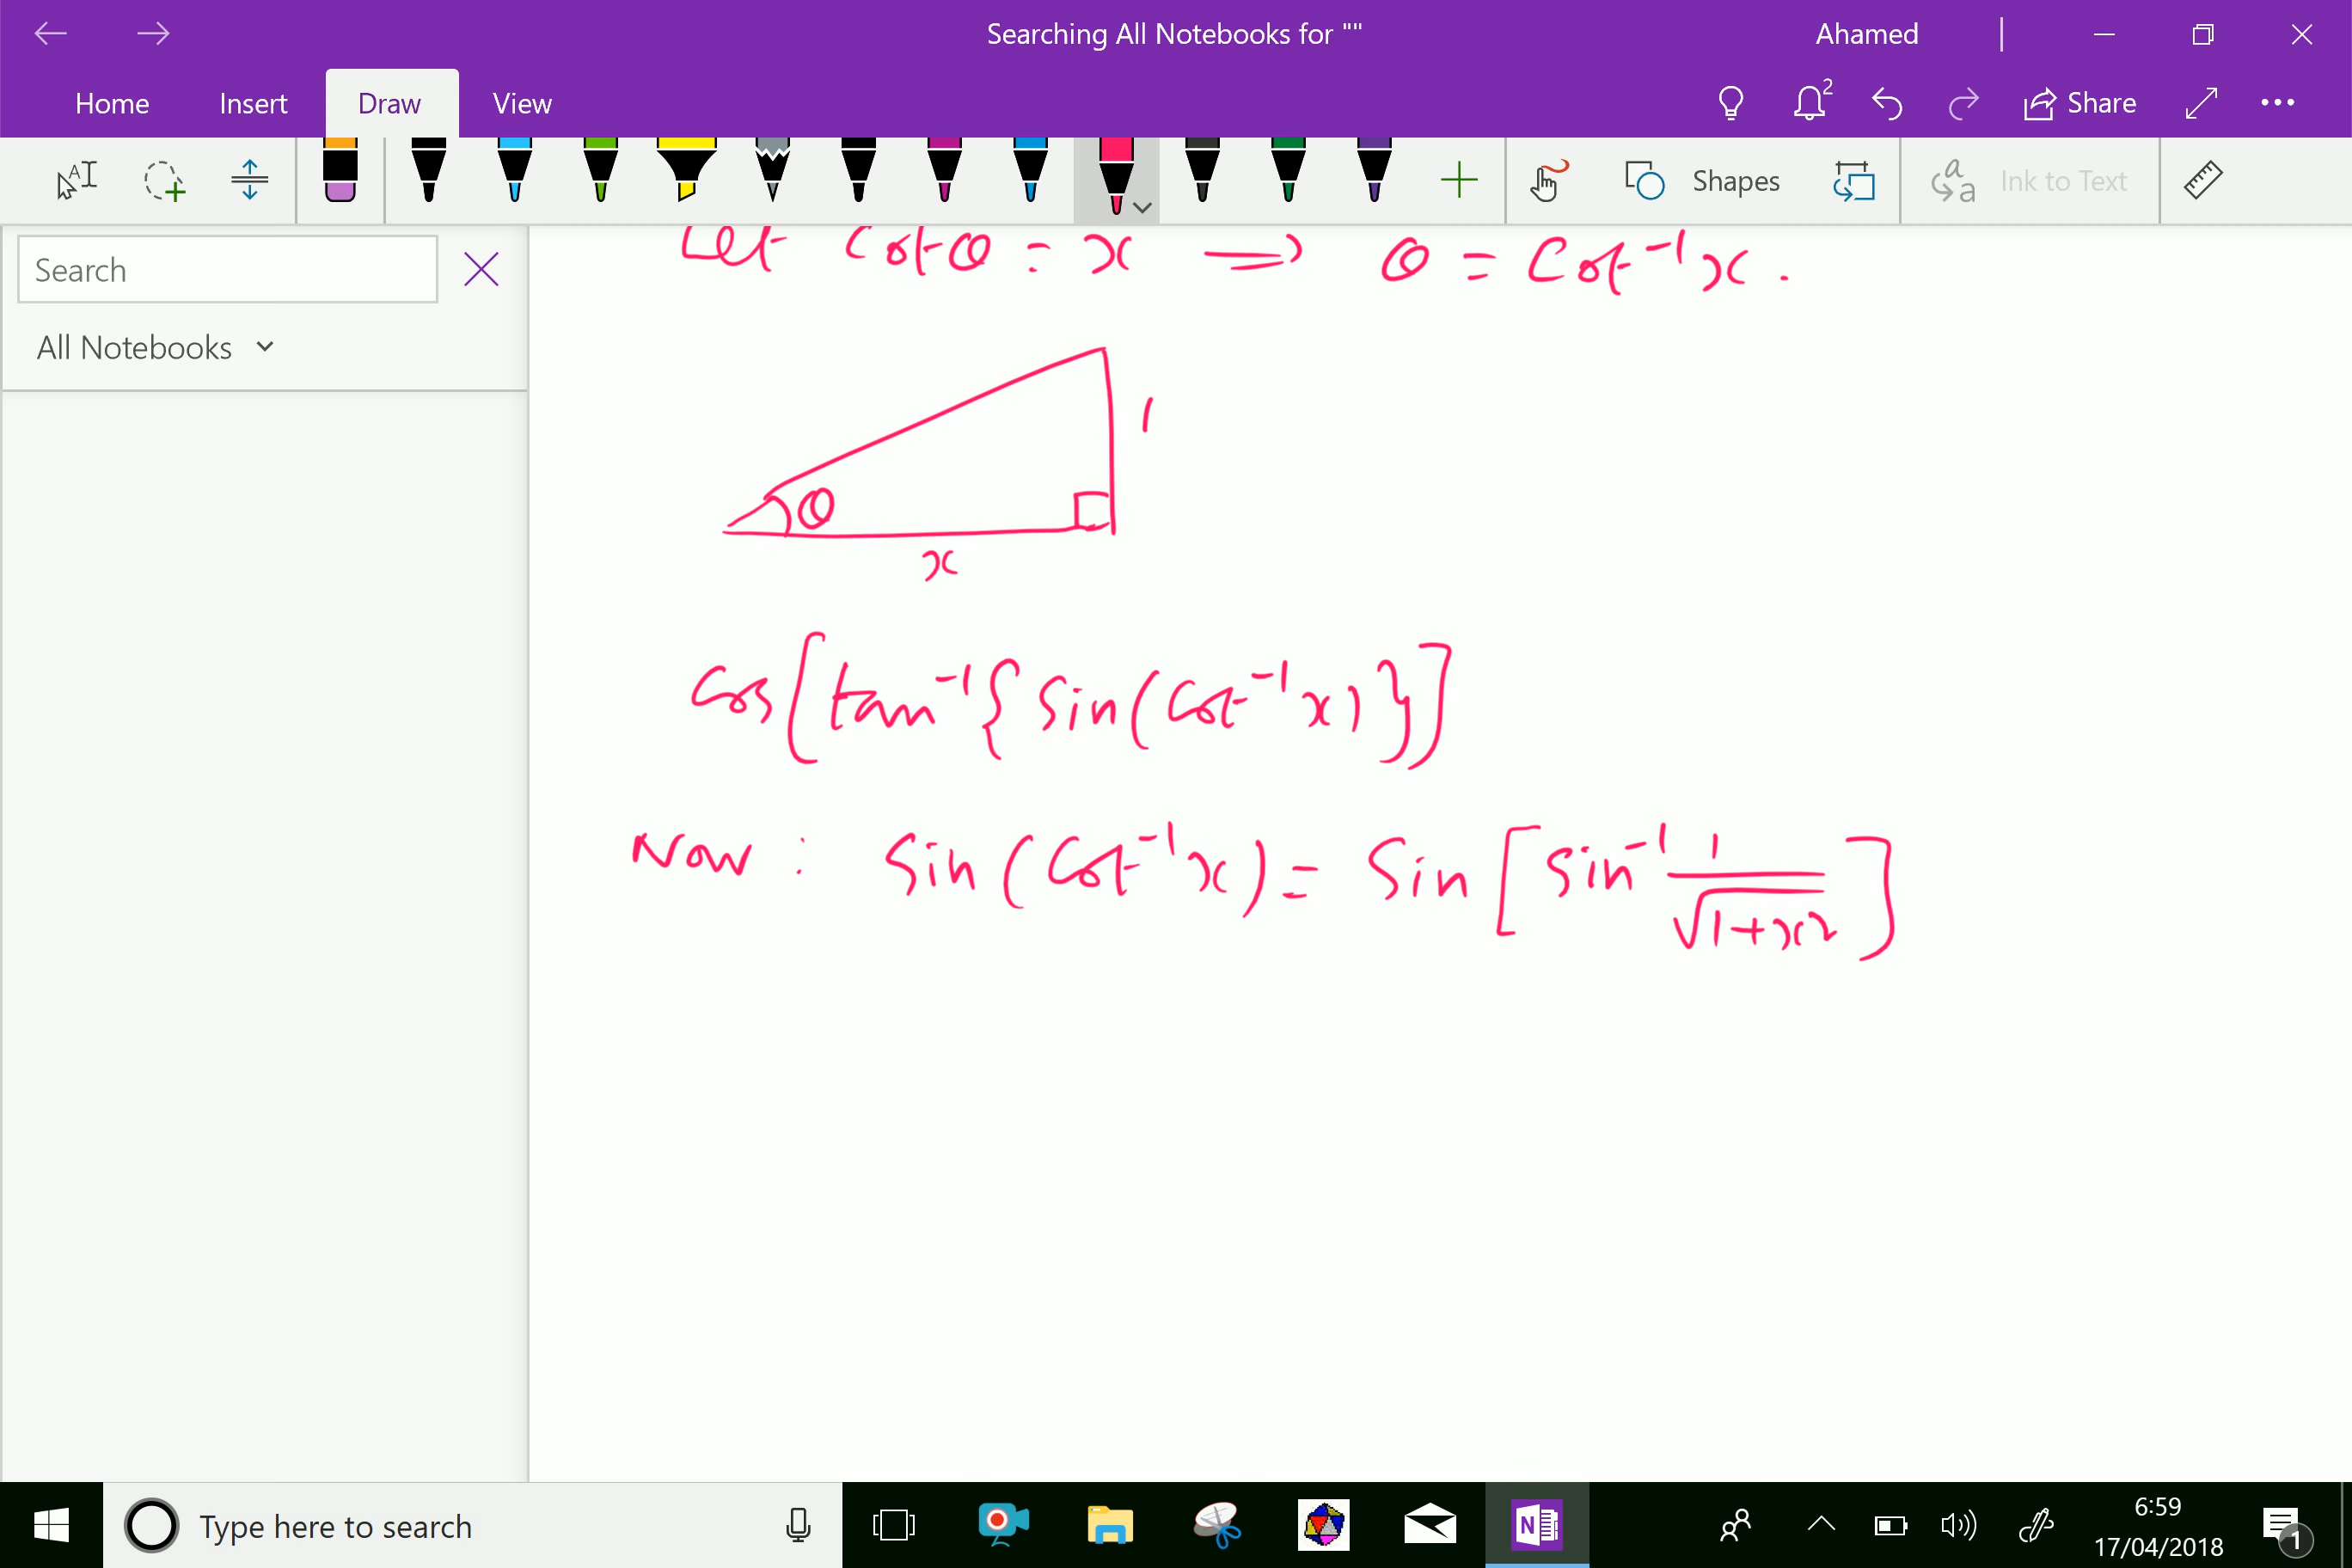 Searching All Notebooks for ""
Ahamed
Home Insert Draw View
2
Share
Shapes
Ink to Text
Search
All Notebooks
Let Cot θ = x ⟹ θ = Cot⁻¹x.
1
θ
x
Cos[tan⁻¹{Sin(Cot⁻¹x)}]
Now : Sin(Cot⁻¹x) = Sin[Sin⁻¹ 1/√(1+x²)]
Type here to search
N
6:59
17/04/2018
1